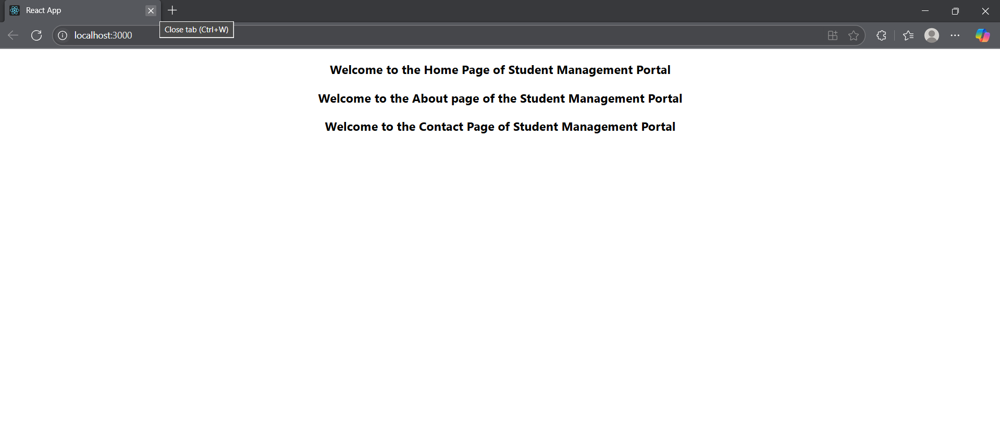 React App
Close tab (Ctrl+W)
localhost:3000
Welcome to the Home Page of Student Management Portal
Welcome to the About page of the Student Management Portal
Welcome to the Contact Page of Student Management Portal